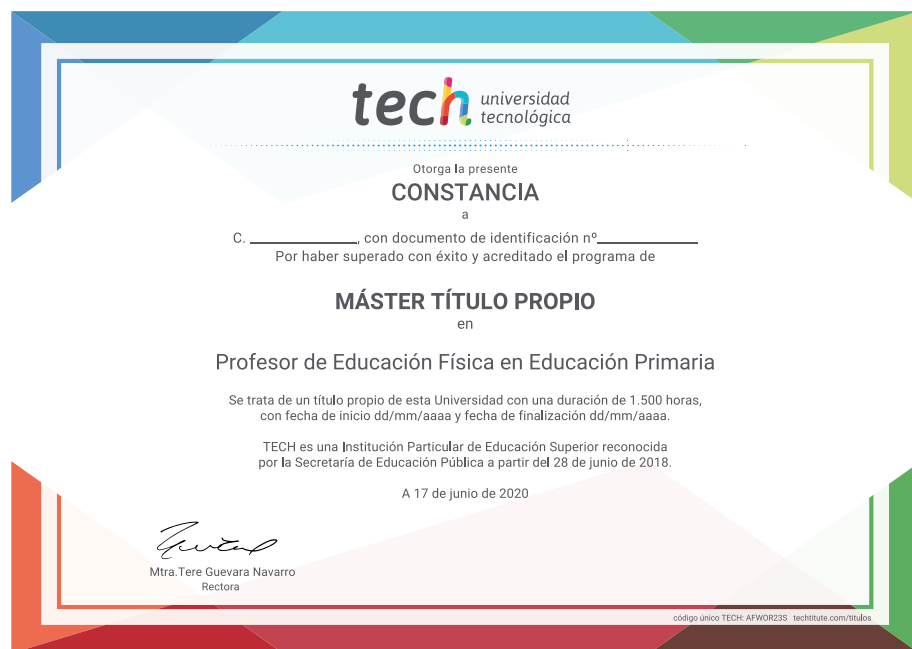 tech universidad
tecnológica
Otorga la presente
CONSTANCIA
a
C. ______________, con documento de identificación nº______________
Por haber superado con éxito y acreditado el programa de
MÁSTER TÍTULO PROPIO
en
Profesor de Educación Física en Educación Primaria
Se trata de un título propio de esta Universidad con una duración de 1.500 horas,
con fecha de inicio dd/mm/aaaa y fecha de finalización dd/mm/aaaa.
TECH es una Institución Particular de Educación Superior reconocida
por la Secretaría de Educación Pública a partir del 28 de junio de 2018.
A 17 de junio de 2020
Mtra.Tere Guevara Navarro
Rectora
código único TECH: AFWOR23S techtitute.com/titulos